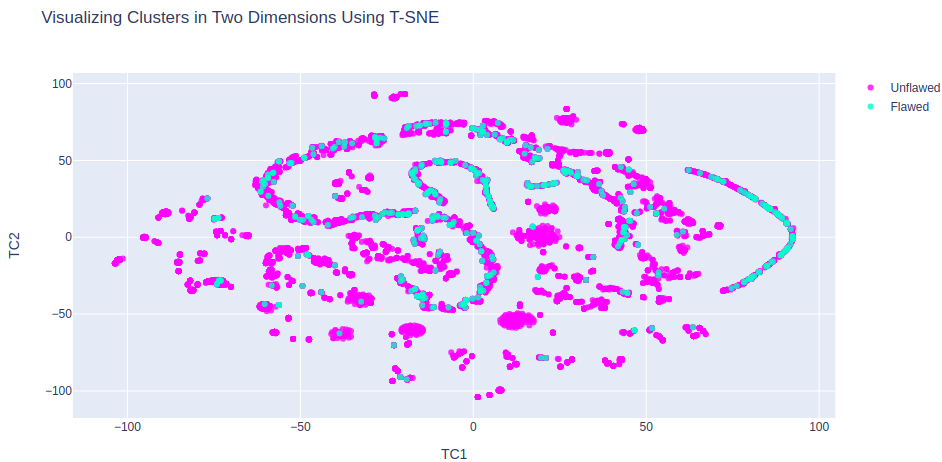 Visualizing Clusters in Two Dimensions Using T-SNE
Unflawed
Flawed
100
50
0
−50
−100
TC2
−100
−50
0
50
100
TC1